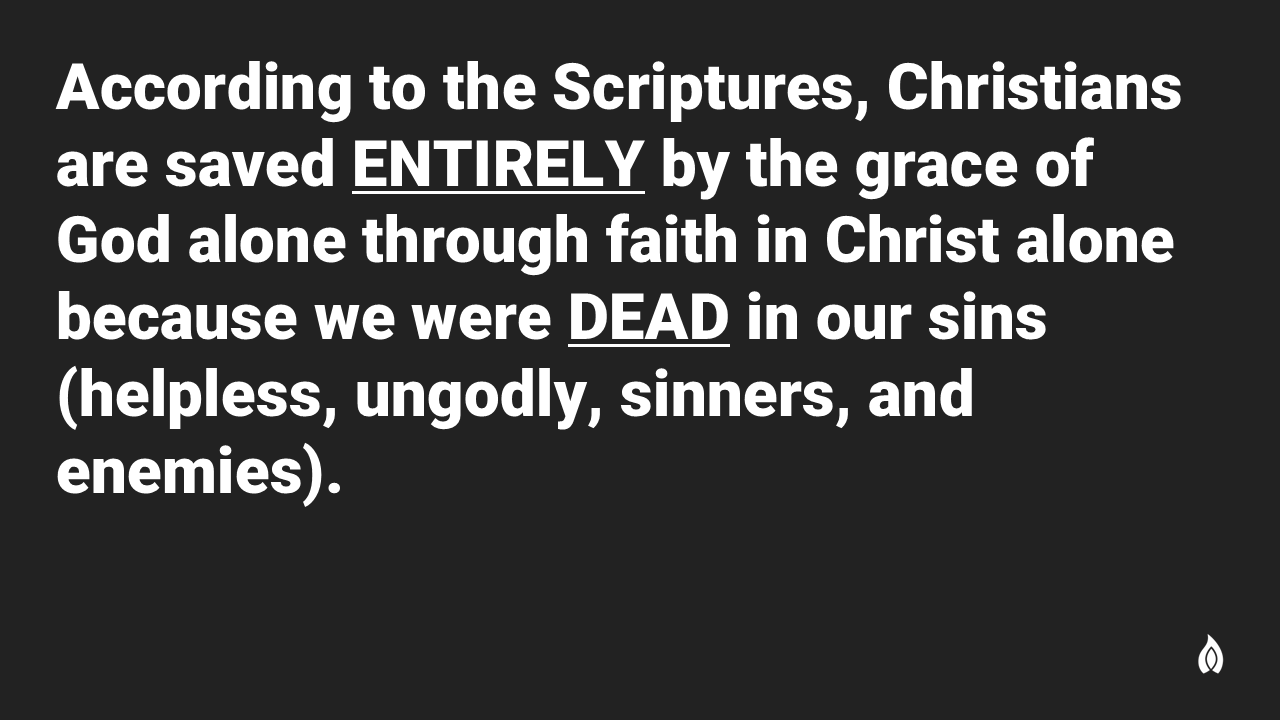 According to the Scriptures, Christians
are saved ENTIRELY by the grace of
God alone through faith in Christ alone
because we were DEAD in our sins
(helpless, ungodly, sinners, and
enemies).